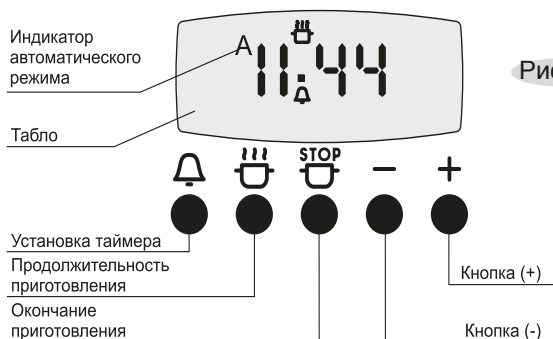 Индикатор
автоматического
режима
A 11.44
Рис
Табло
STOP
− +
Установка таймера
Продолжительность
приготовления
Кнопка (+)
Окончание
приготовления
Кнопка (-)